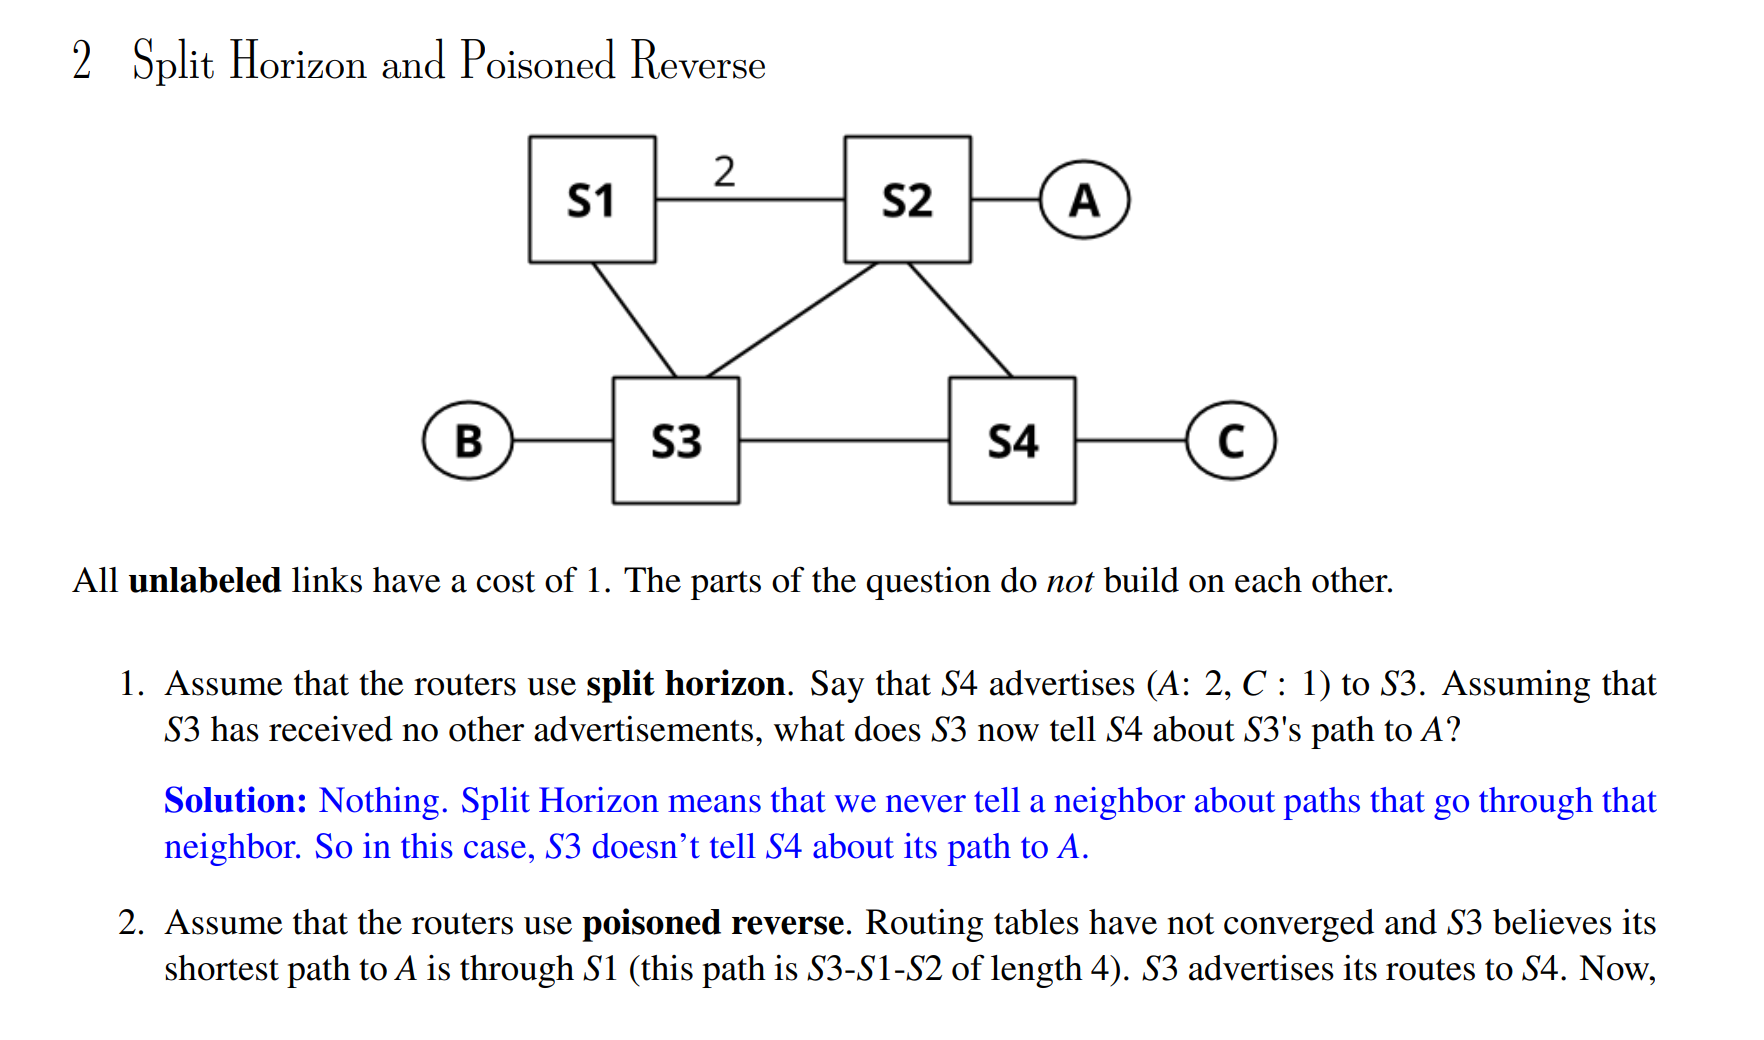 2 Split Horizon and Poisoned Reverse
S1
2
S2
A
B
S3
S4
C
All unlabeled links have a cost of 1. The parts of the question do not build on each other.
1. Assume that the routers use split horizon. Say that S4 advertises (A: 2, C : 1) to S3. Assuming that
S3 has received no other advertisements, what does S3 now tell S4 about S3's path to A?
Solution: Nothing. Split Horizon means that we never tell a neighbor about paths that go through that
neighbor. So in this case, S3 doesn’t tell S4 about its path to A.
2. Assume that the routers use poisoned reverse. Routing tables have not converged and S3 believes its
shortest path to A is through S1 (this path is S3-S1-S2 of length 4). S3 advertises its routes to S4. Now,